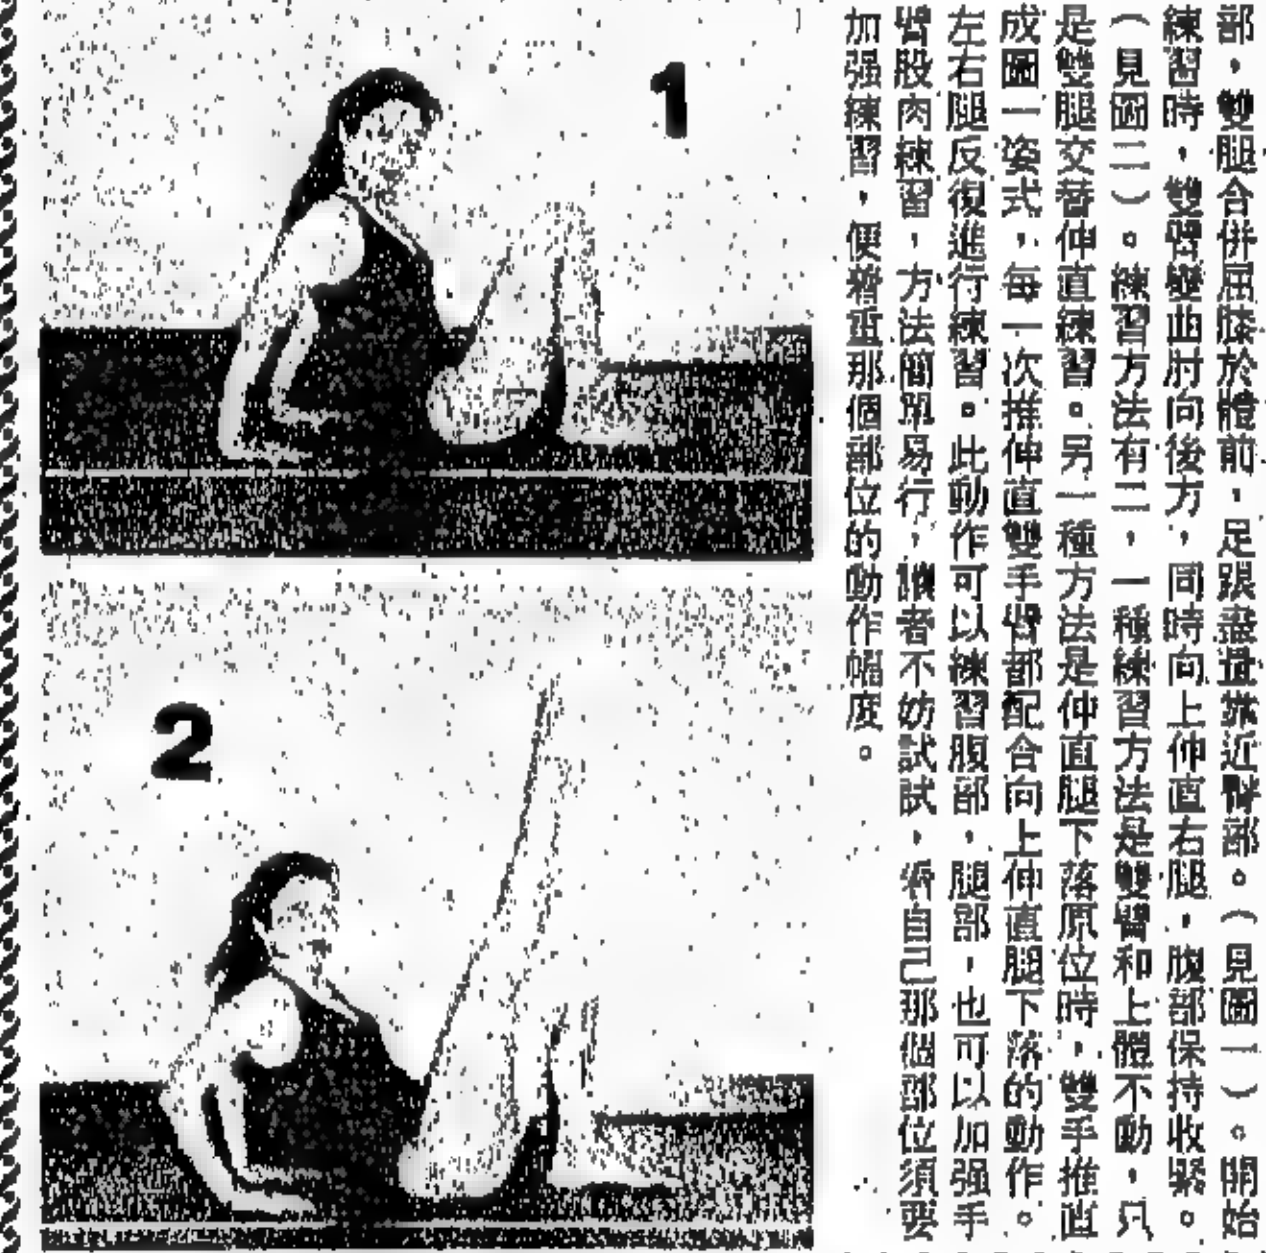 部，雙腿合併屈膝於體前，足跟盡量靠近臀部。（見圖一）。開始
練習時，雙臂彎曲肘向後方，同時向上伸直右腿，腹部保持收緊。
（見圖二）。練習方法有二，一種練習方法是雙臂和上體不動，只
是雙腿交替伸直練習。另一種方法是伸直腿下落原位時，雙手推直
成圖一姿式，每一次推伸直雙手臂都配合向上伸直腿下落的動作。
左右腿反復進行練習。此動作可以練習腹部，腿部，也可以加强手
臂股肉練習，方法簡單易行，讀者不妨試試，看自己那個部位須要
加强練習，便着重那個部位的動作幅度。
1
2